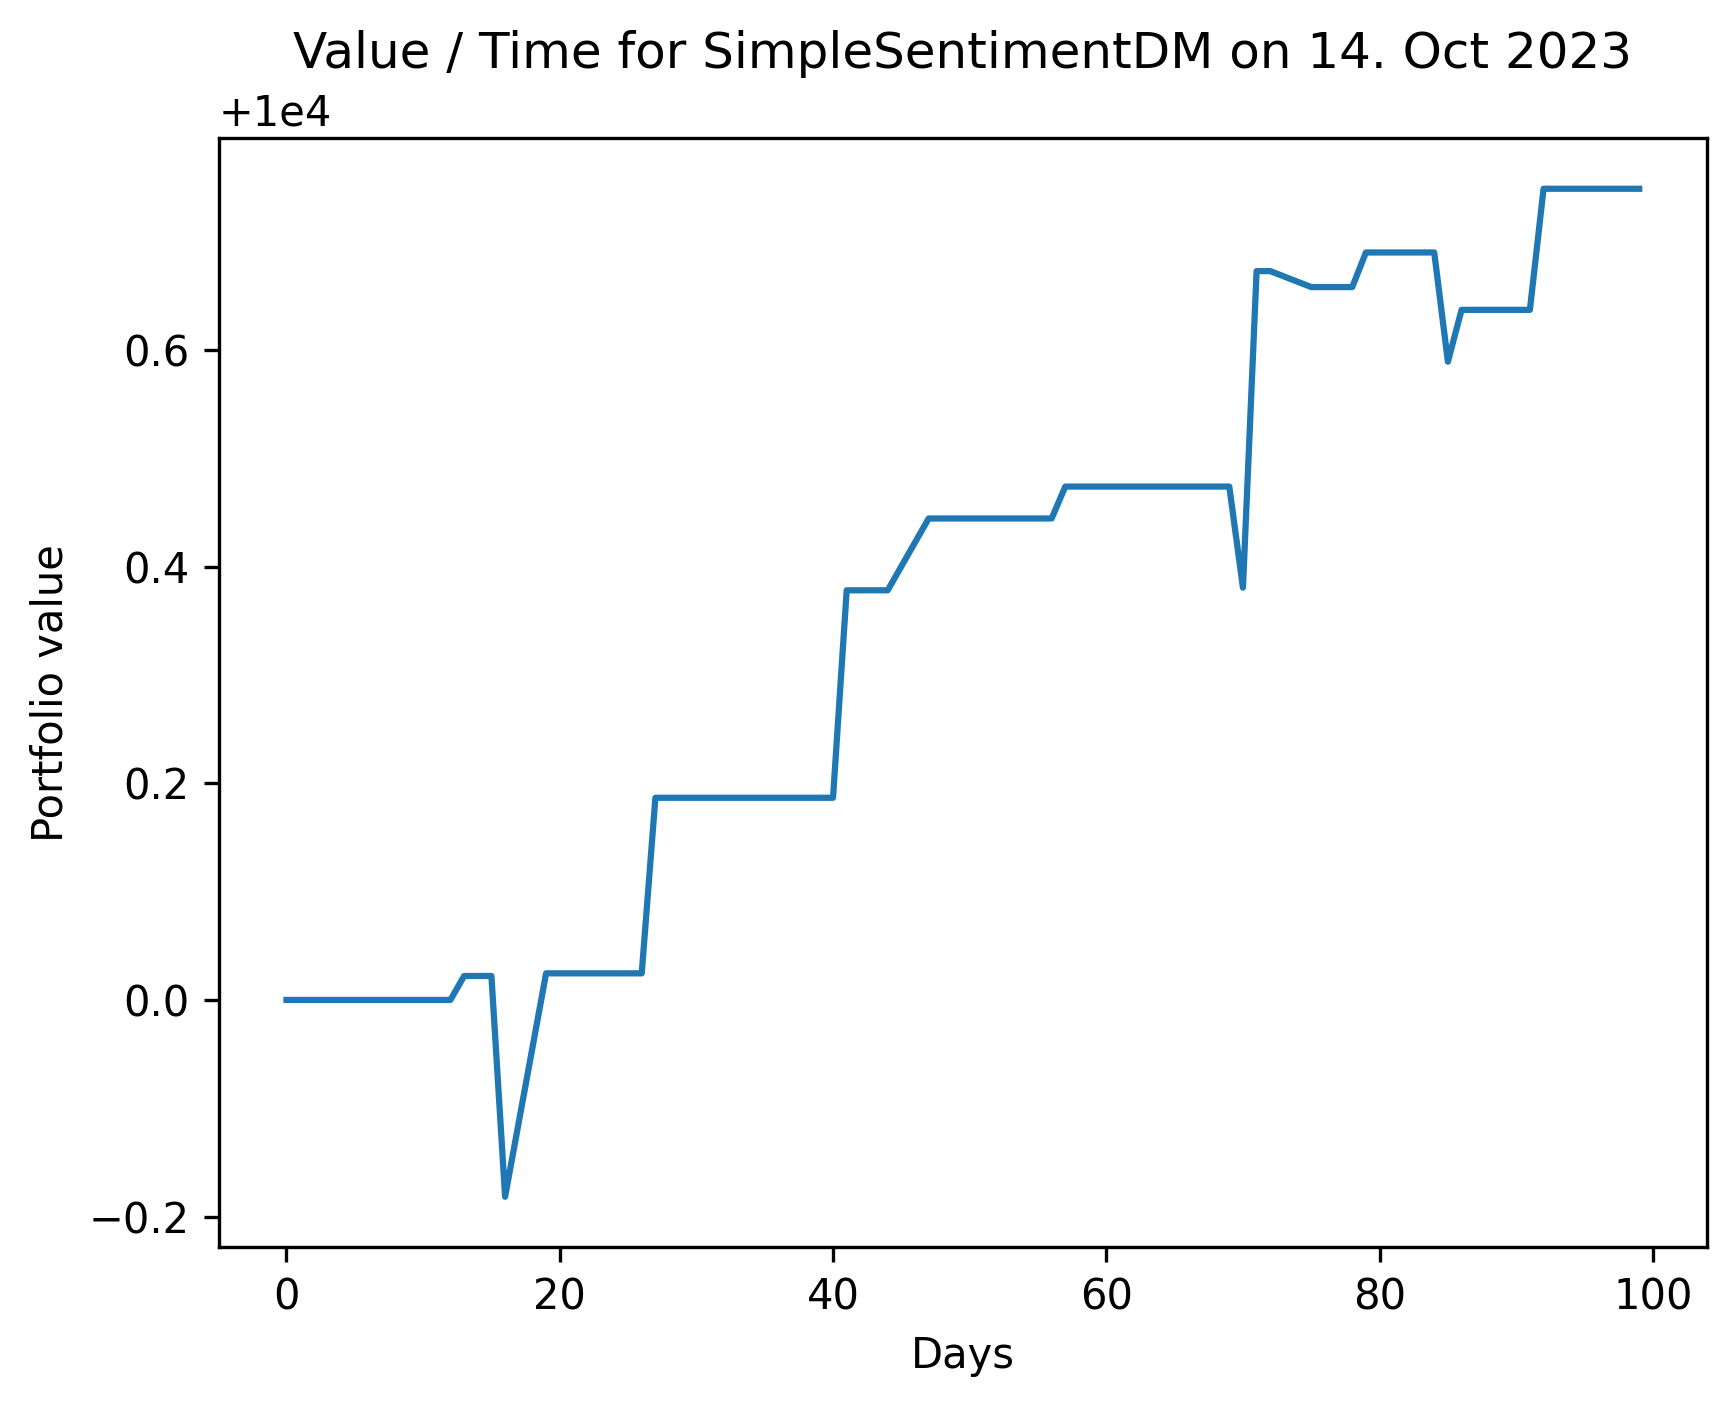 Value / Time for SimpleSentimentDM on 14. Oct 2023
+1e4
0.6
0.4
0.2
0.0
−0.2
Portfolio value
0 20 40 60 80 100
Days